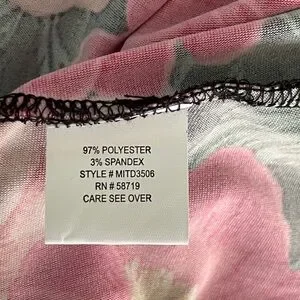 97% POLYESTER
3% SPANDEX
STYLE # MITD3506
RN # 58719
CARE SEE OVER